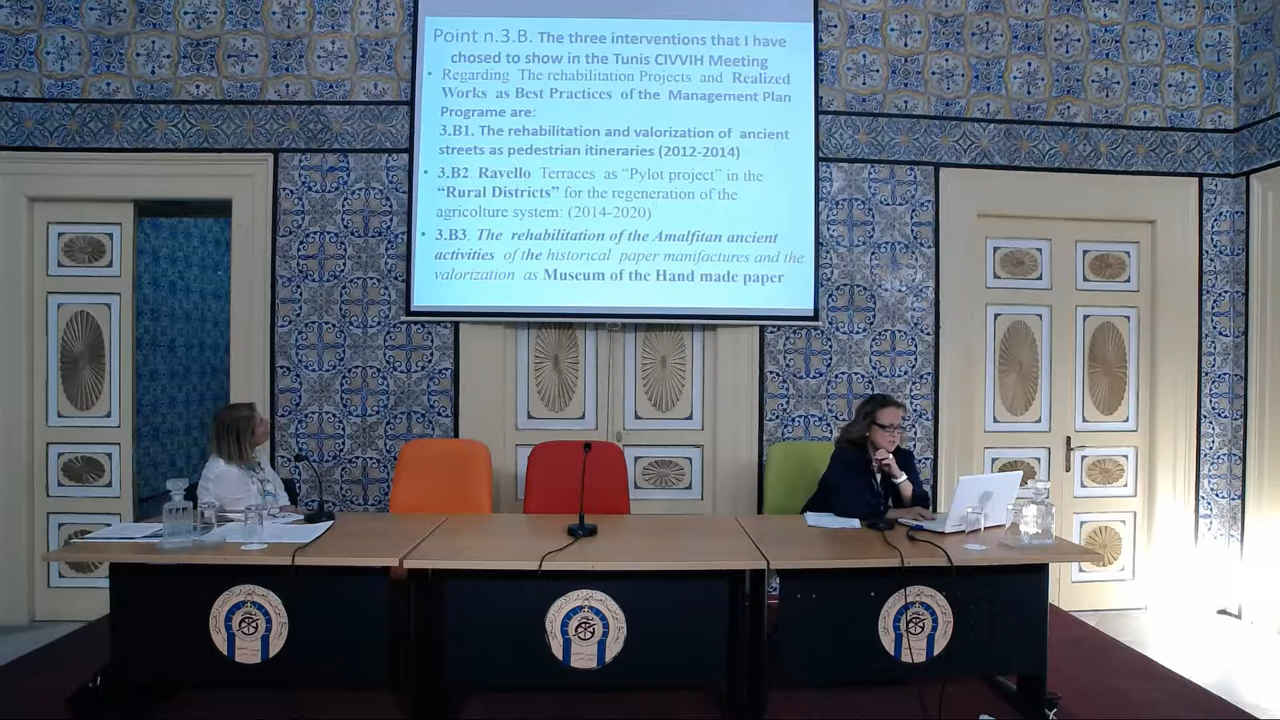 Point n.3.B. The three interventions that I have
chosed to show in the Tunis CIVVIH Meeting
• Regarding The rehabilitation Projects and Realized
Works as Best Practices of the Management Plan
Programe are:
3.B1. The rehabilitation and valorization of ancient
streets as pedestrian itineraries (2012-2014)
• 3.B2. Ravello Terraces as “Pylot project” in the
“Rural Districts” for the regeneration of the
agricolture system: (2014-2020)
• 3.B3. The rehabilitation of the Amalfitan ancient
activities of the historical paper manifactures and the
valorization as Museum of the Hand made paper